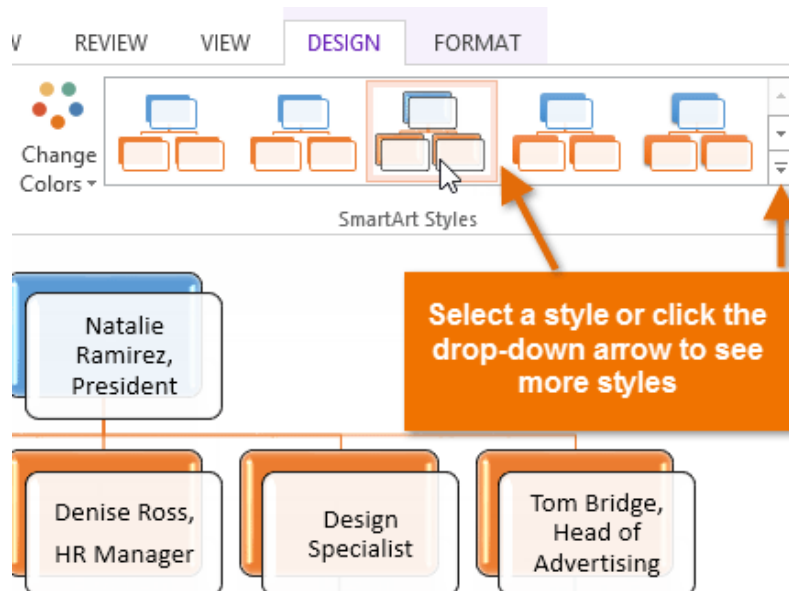 REVIEW VIEW DESIGN FORMAT
Change
Colors
SmartArt Styles
Select a style or click the
drop-down arrow to see
more styles
Natalie
Ramirez,
President
Denise Ross,
HR Manager
Design
Specialist
Tom Bridge,
Head of
Advertising